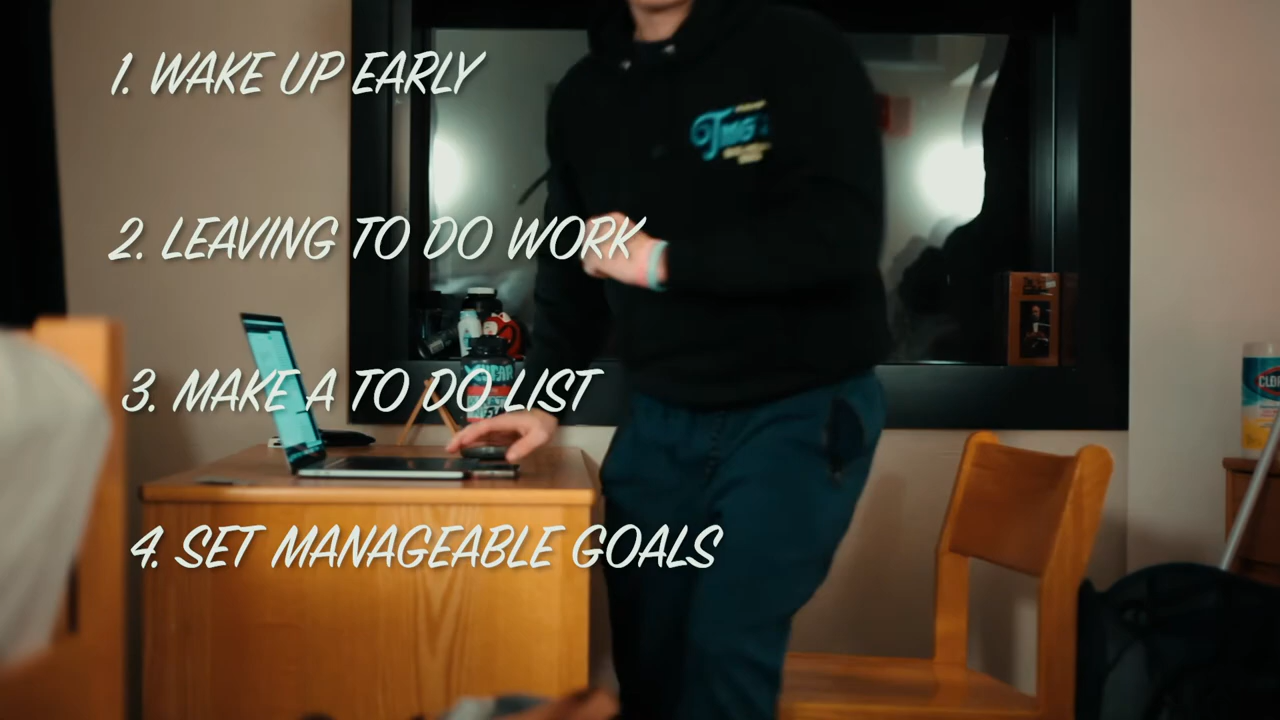 1. WAKE UP EARLY
2. LEAVING TO DO WORK
3. MAKE A TO DO LIST
4. SET MANAGEABLE GOALS